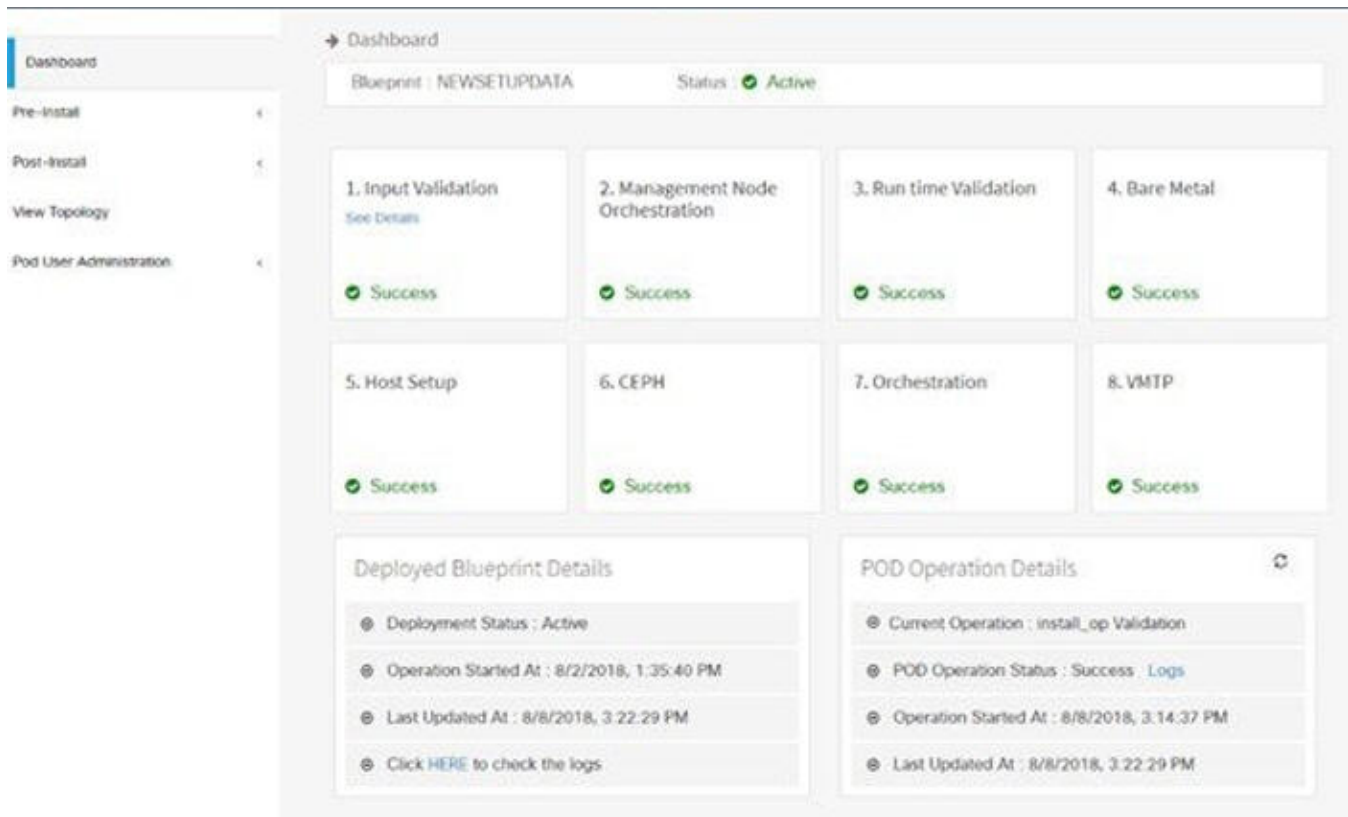 Dashboard
Pre-Install
Post-Install
View Topology
Pod User Administration
Dashboard
Blueprint : NEWSETUPDATA Status : Active
1. Input Validation
See Details
Success
2. Management Node
Orchestration
Success
3. Run time Validation
Success
4. Bare Metal
Success
5. Host Setup
Success
6. CEPH
Success
7. Orchestration
Success
8. VMTP
Success
Deployed Blueprint Details
Deployment Status : Active
Operation Started At : 8/2/2018, 1:35:40 PM
Last Updated At : 8/8/2018, 3:22:29 PM
Click HERE to check the logs
POD Operation Details
Current Operation : install_op Validation
POD Operation Status : Success Logs
Operation Started At : 8/8/2018, 3:14:37 PM
Last Updated At : 8/8/2018, 3:22:29 PM